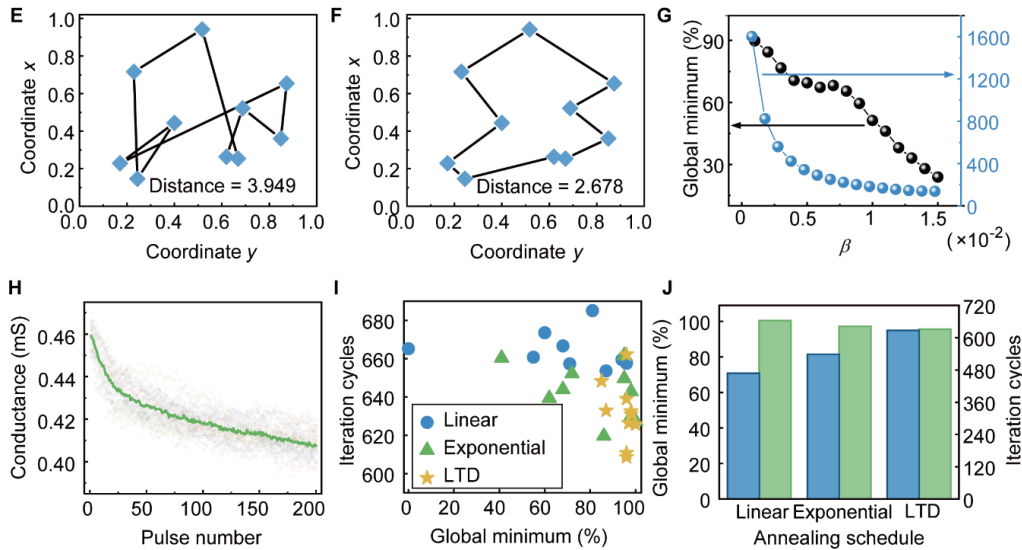 E
Coordinate x
1.0
0.8
0.6
0.4
0.2
0.0
Distance = 3.949
0.2 0.4 0.6 0.8 1.0
Coordinate y
F
Coordinate x
1.0
0.8
0.6
0.4
0.2
0.0
Distance = 2.678
0.2 0.4 0.6 0.8 1.0
Coordinate y
G
Global minimum (%)
90
60
30
1600
1200
800
400
0
0 0.5 1.0 1.5
(×10⁻²)
β
H
Conductance (mS)
0.46
0.44
0.42
0.40
0 50 100 150 200
Pulse number
I
Iteration cycles
680
660
640
620
600
Linear
Exponential
LTD
0 20 40 60 80 100
Global minimum (%)
J
Global minimum (%)
100
80
60
40
20
0
720
600
480
360
240
120
0
Iteration cycles
Linear Exponential LTD
Annealing schedule